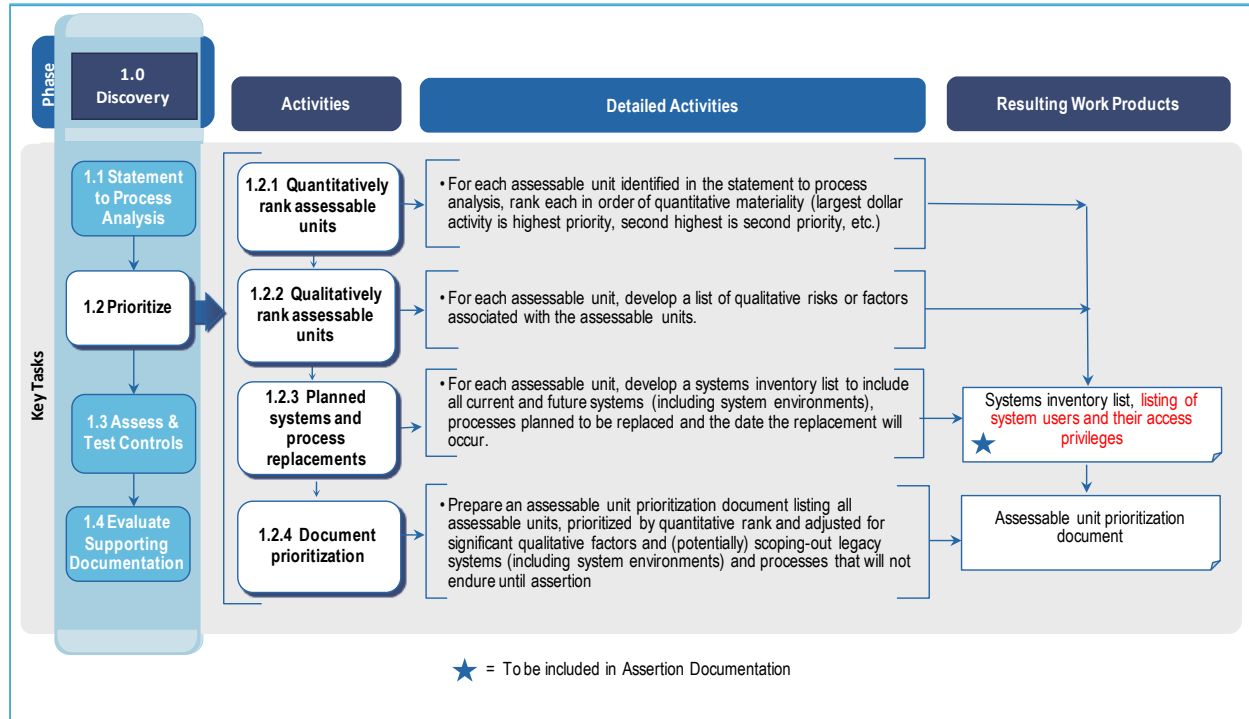 Phase
1.0
Discovery
Activities
Detailed Activities
Resulting Work Products
Key Tasks
1.1 Statement
to Process
Analysis
1.2 Prioritize
1.3 Assess &
Test Controls
1.4 Evaluate
Supporting
Documentation
1.2.1 Quantitatively
rank assessable
units
• For each assessable unit identified in the statement to process
analysis, rank each in order of quantitative materiality (largest dollar
activity is highest priority, second highest is second priority, etc.)
1.2.2 Qualitatively
rank assessable
units
• For each assessable unit, develop a list of qualitative risks or factors
associated with the assessable units.
1.2.3 Planned
systems and
process
replacements
• For each assessable unit, develop a systems inventory list to include
all current and future systems (including system environments),
processes planned to be replaced and the date the replacement will
occur.
Systems inventory list, listing of
system users and their access
privileges
1.2.4 Document
prioritization
• Prepare an assessable unit prioritization document listing all
assessable units, prioritized by quantitative rank and adjusted for
significant qualitative factors and (potentially) scoping-out legacy
systems (including system environments) and processes that will not
endure until assertion
Assessable unit prioritization
document
= To be included in Assertion Documentation